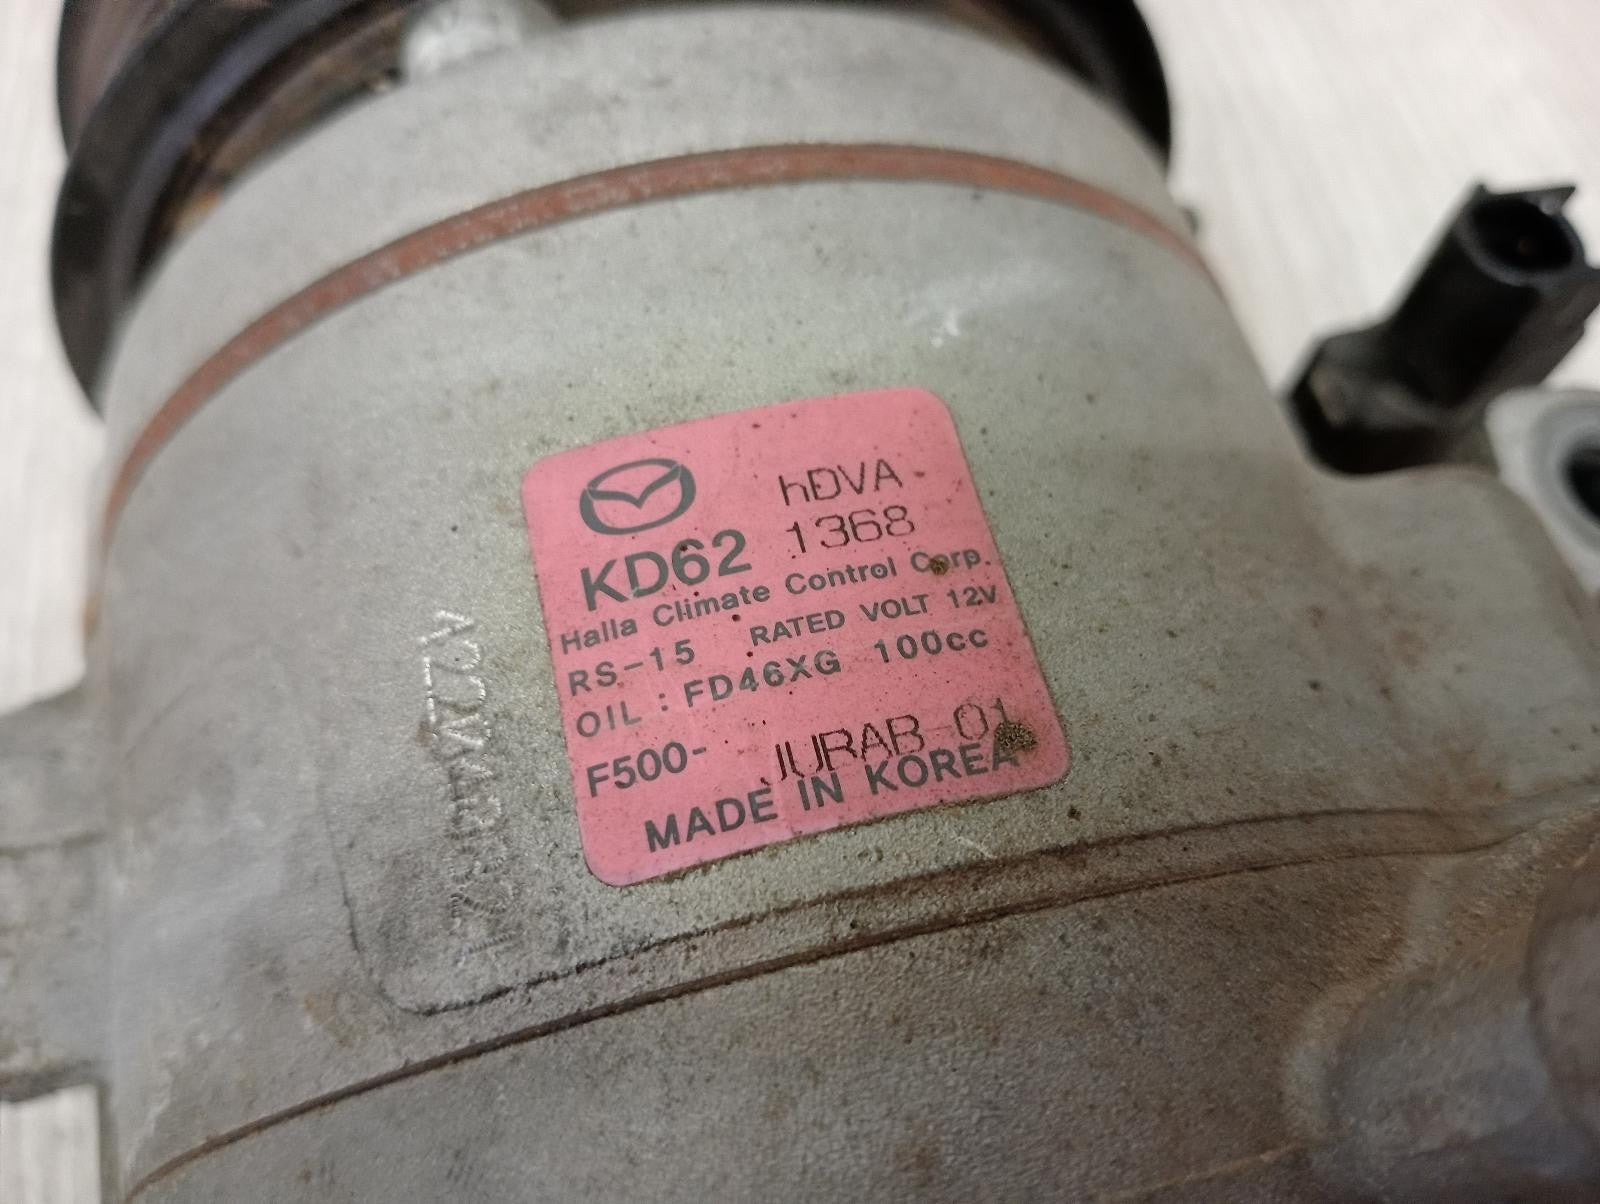 hDVA
KD62 1368
Halla Climate Control Corp.
RS-15 RATED VOLT 12V
OIL : FD46XG 100cc
F500- JURAB-01
MADE IN KOREA